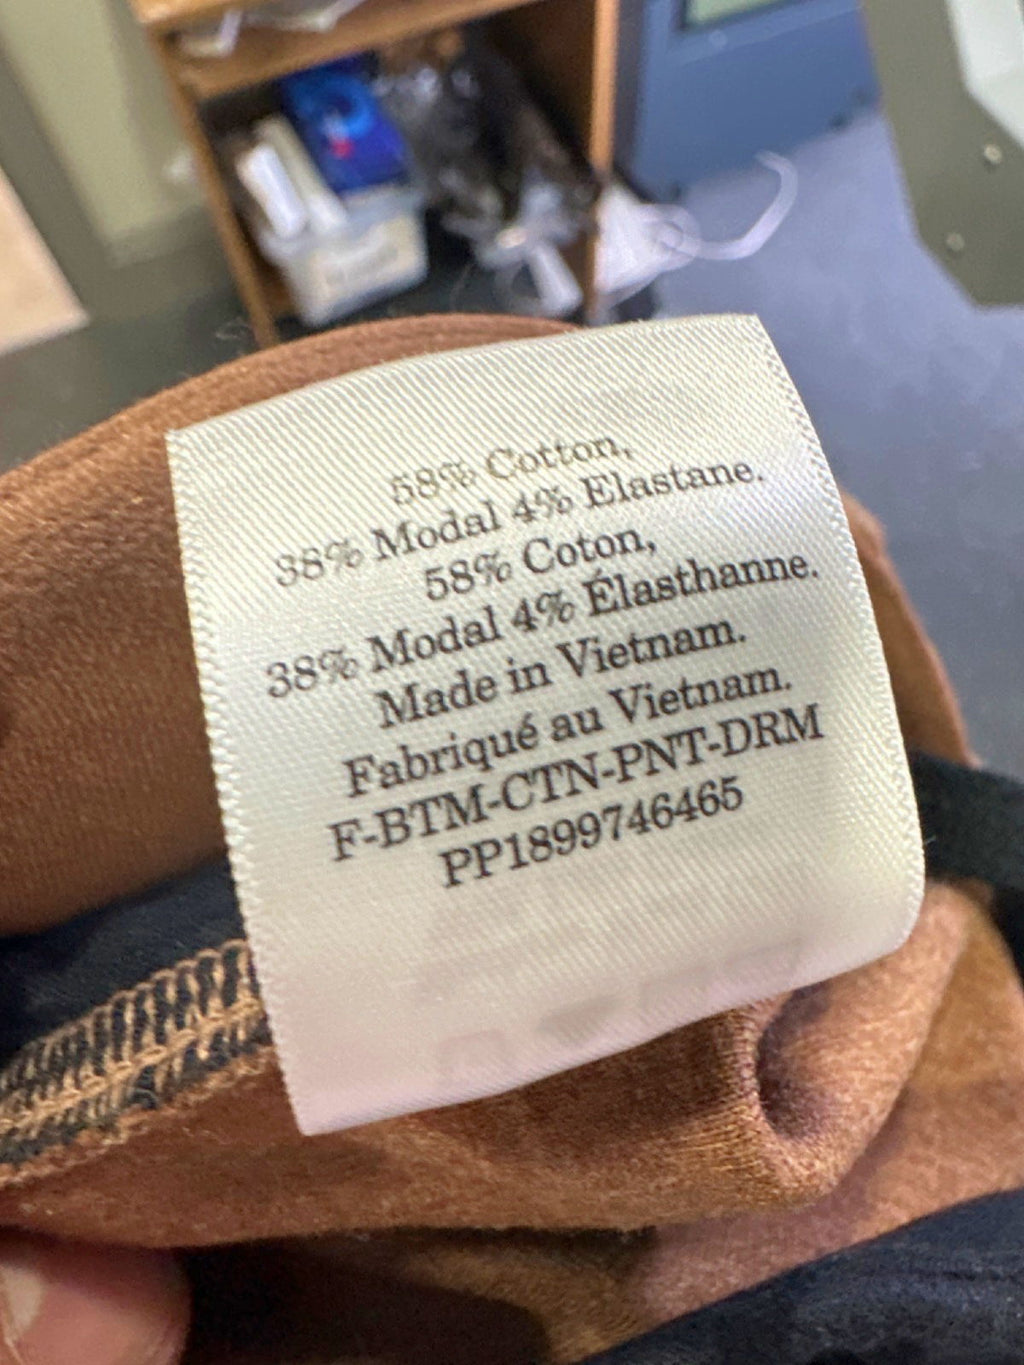 58% Cotton,
38% Modal 4% Elastane.
58% Coton,
38% Modal 4% Élasthanne.
Made in Vietnam.
Fabriqué au Vietnam.
F-BTM-CTN-PNT-DRM
PP1899746465